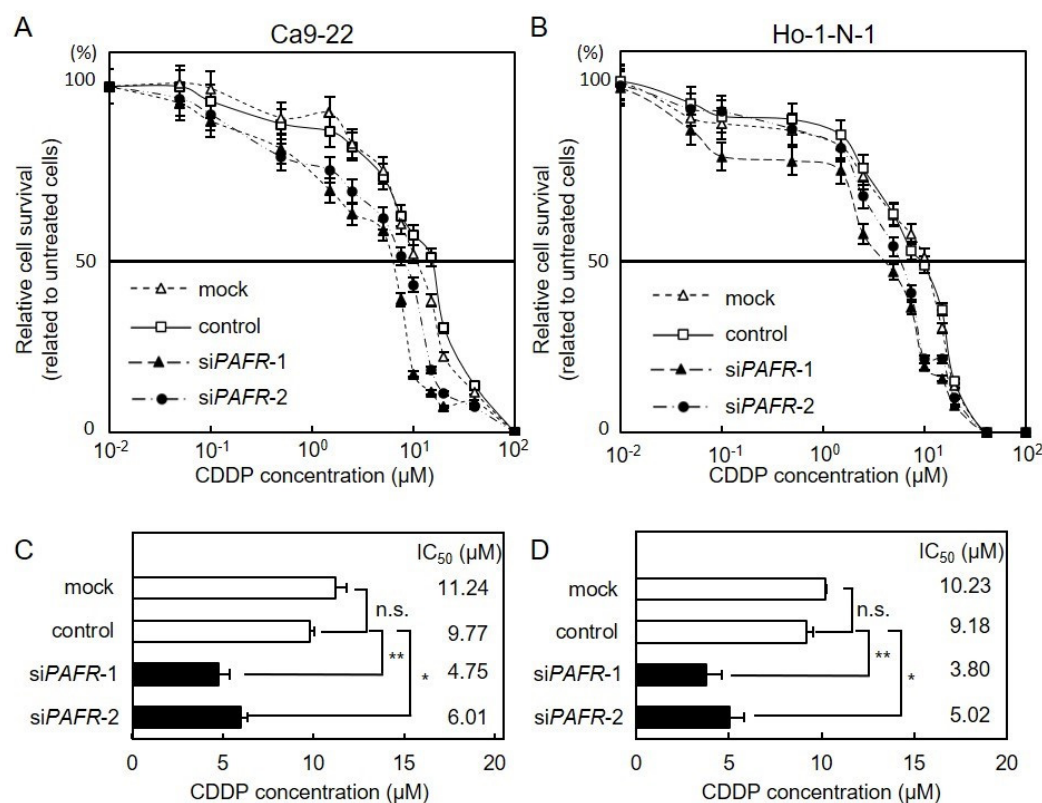 A
Ca9-22
(%)
100
50
0
Relative cell survival
(related to untreated cells)
mock
control
siPAFR-1
siPAFR-2
10-2 10-1 100 101 102
CDDP concentration (µM)
B
Ho-1-N-1
(%)
100
50
0
Relative cell survival
(related to untreated cells)
mock
control
siPAFR-1
siPAFR-2
10-2 10-1 100 101 102
CDDP concentration (µM)
C
IC50 (µM)
mock 11.24
n.s.
control 9.77
**
siPAFR-1 4.75
*
siPAFR-2 6.01
0 5 10 15 20
CDDP concentration (µM)
D
IC50 (µM)
mock 10.23
n.s.
control 9.18
**
siPAFR-1 3.80
*
siPAFR-2 5.02
0 5 10 15 20
CDDP concentration (µM)